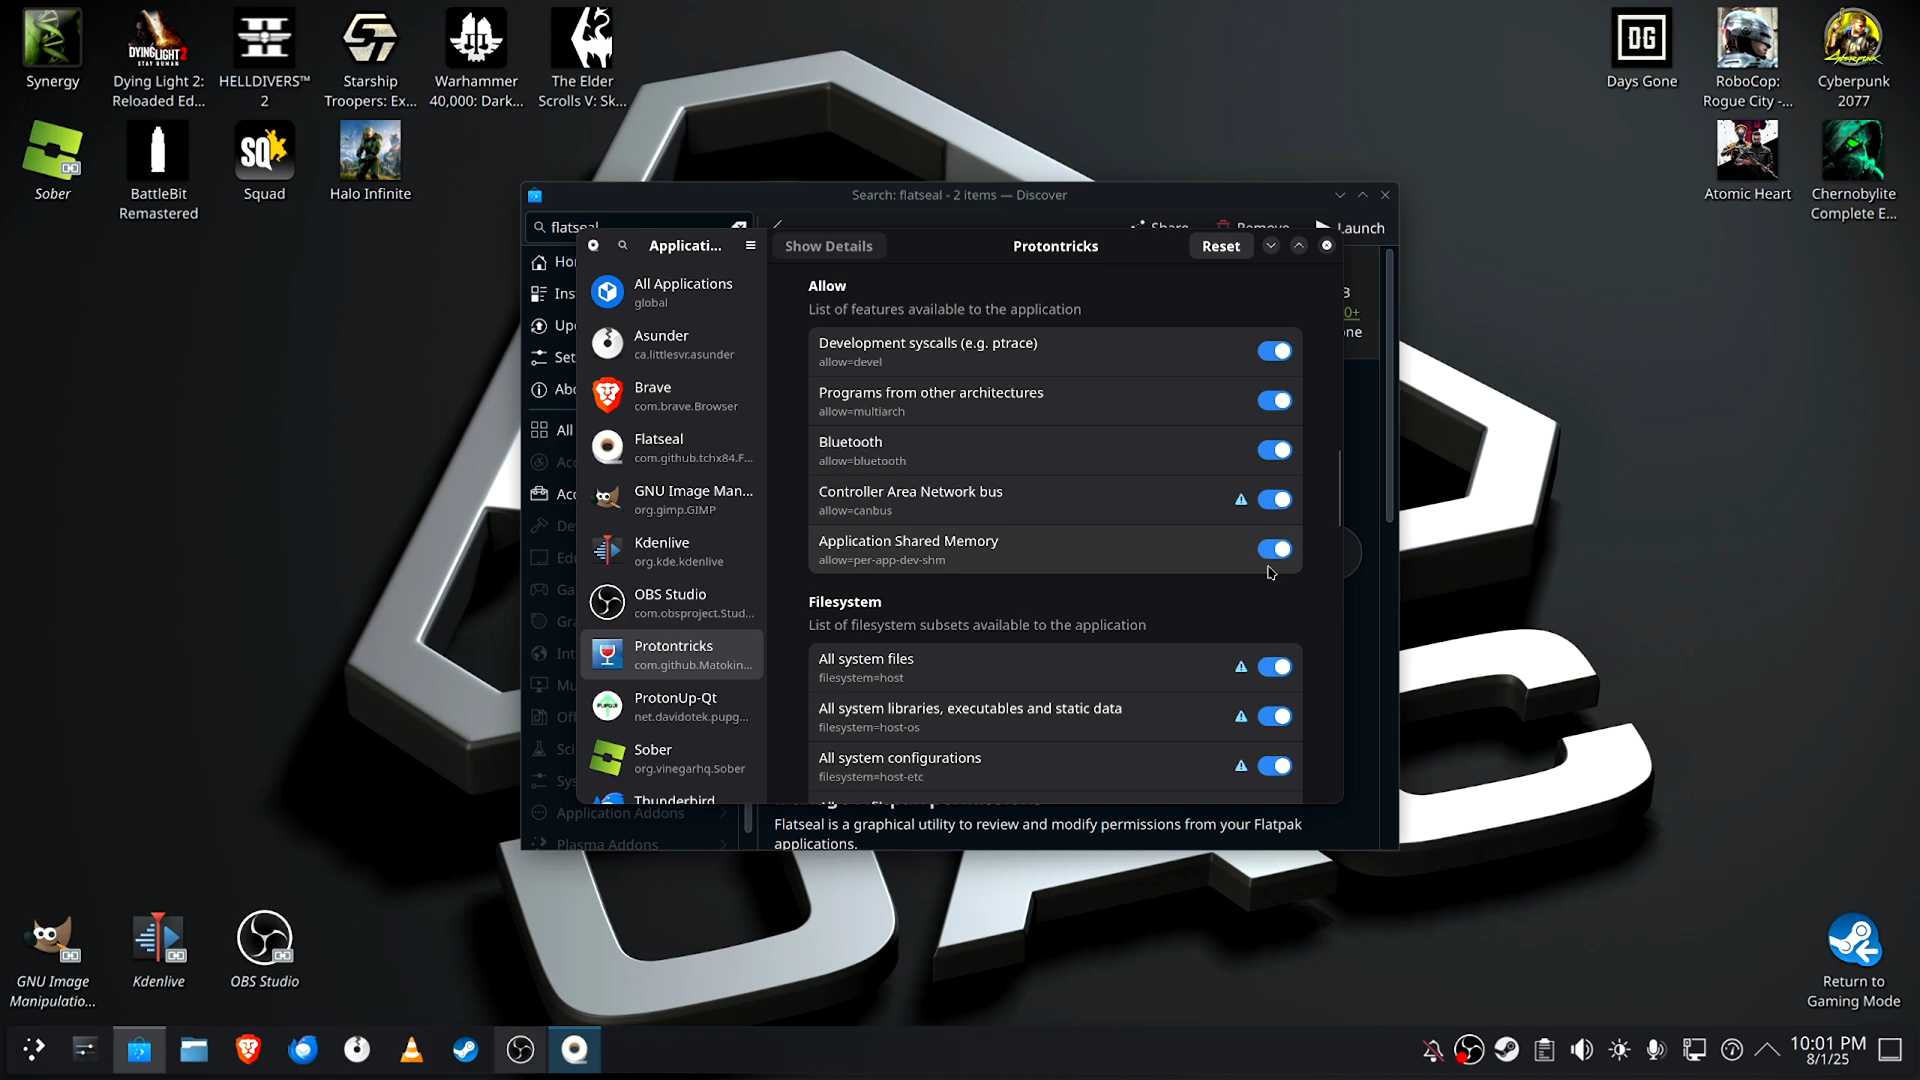 Synergy
Dying Light 2:
Reloaded Ed...
HELLDIVERS™
2
Starship
Troopers: Ex...
Warhammer
40,000: Dark...
The Elder
Scrolls V: Sk...
DG
Days Gone
RoboCop:
Rogue City -...
Cyberpunk
2077
Sober
BattleBit
Remastered
SQ
Squad
Halo Infinite
Atomic Heart
Chernobylite
Complete E...
Search: flatseal - 2 items — Discover
flatseal
Share
Remove
Launch
Applicati...
Show Details
Protontricks
Reset
All Applications
global
Asunder
ca.littlesvr.asunder
Brave
com.brave.Browser
Flatseal
com.github.tchx84.F...
GNU Image Man...
org.gimp.GIMP
Kdenlive
org.kde.kdenlive
OBS Studio
com.obsproject.Stud...
Protontricks
com.github.Matokin...
ProtonUp-Qt
net.davidotek.pupg...
Sober
org.vinegarhq.Sober
Thunderbird
Allow
List of features available to the application
Development syscalls (e.g. ptrace)
allow=devel
Programs from other architectures
allow=multiarch
Bluetooth
allow=bluetooth
Controller Area Network bus
allow=canbus
Application Shared Memory
allow=per-app-dev-shm
Filesystem
List of filesystem subsets available to the application
All system files
filesystem=host
All system libraries, executables and static data
filesystem=host-os
All system configurations
filesystem=host-etc
All
Application Addons
Plasma Addons
Flatseal is a graphical utility to review and modify permissions from your Flatpak
applications.
GNU Image
Manipulatio...
Kdenlive
OBS Studio
Return to
Gaming Mode
10:01 PM
8/1/25